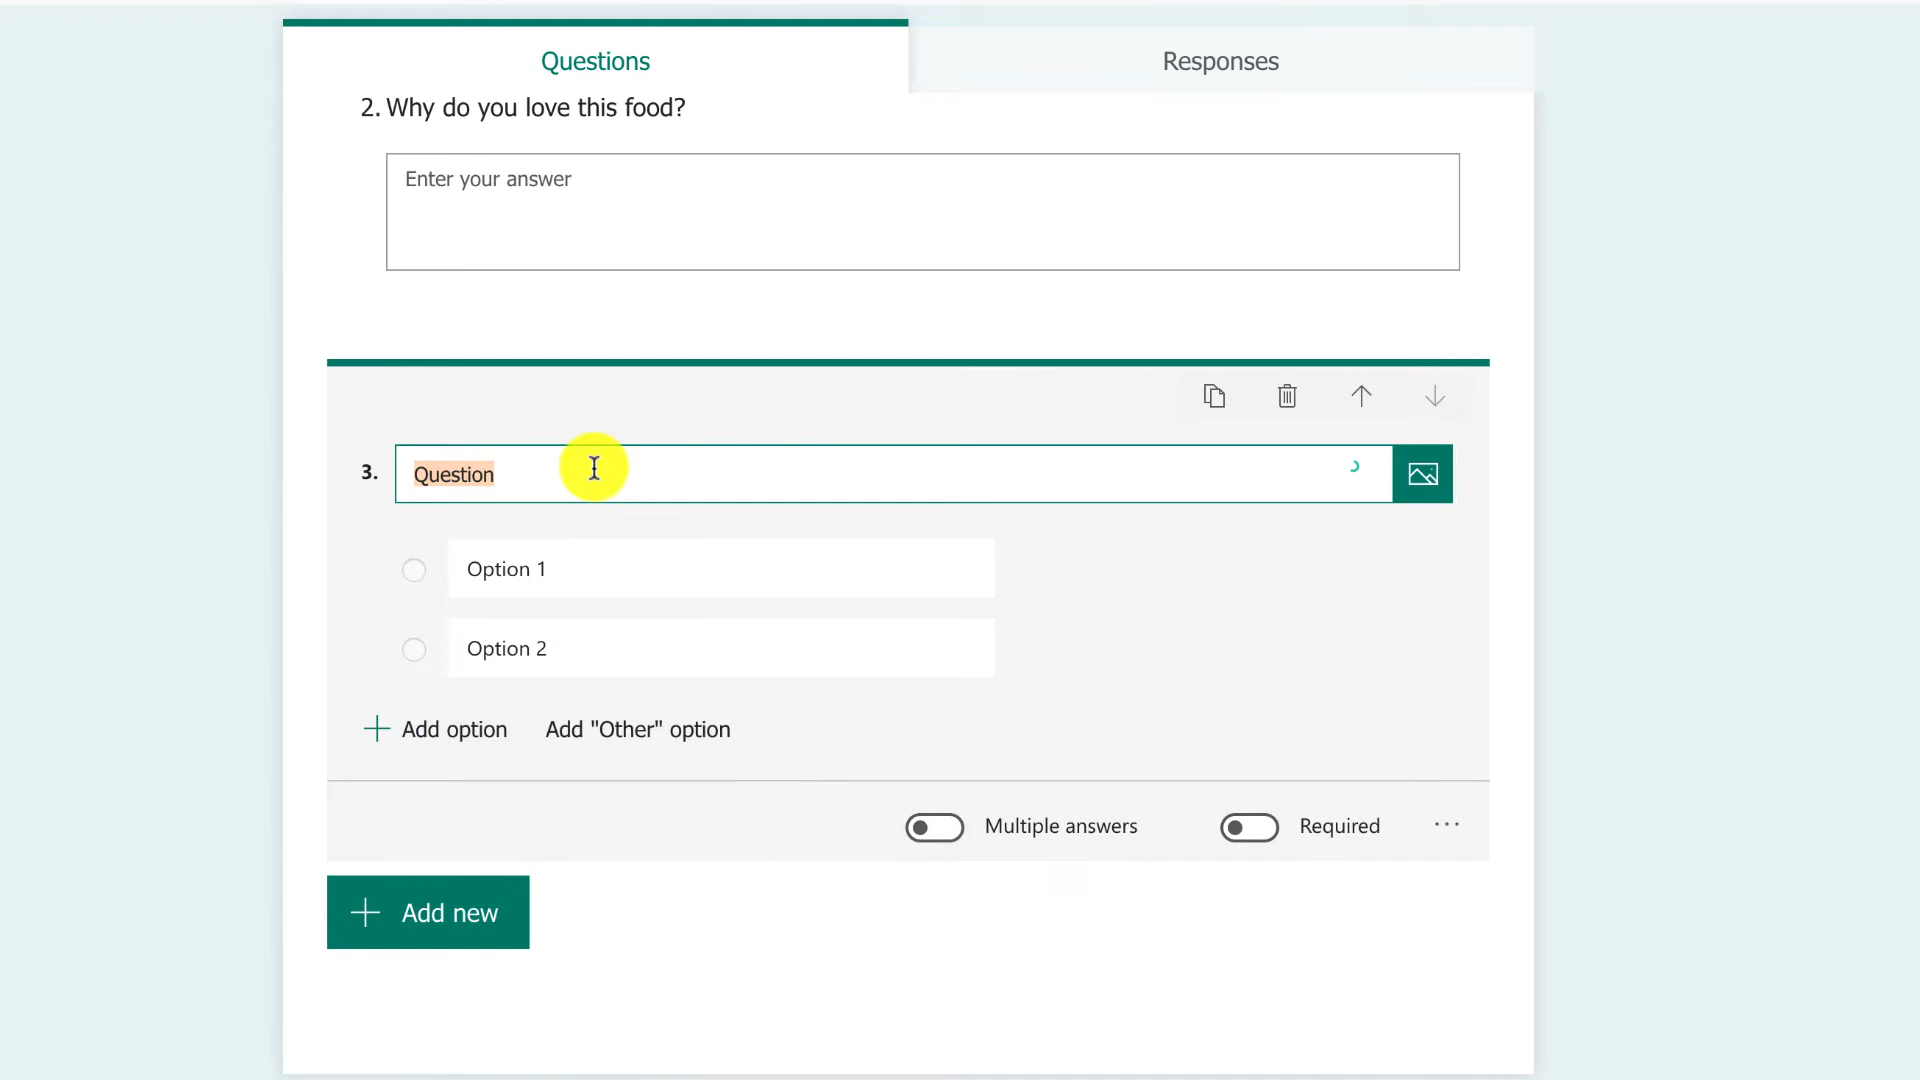 Questions
Responses
2. Why do you love this food?
Enter your answer
3.
Question
Option 1
Option 2
Add option
Add "Other" option
Multiple answers
Required
Add new